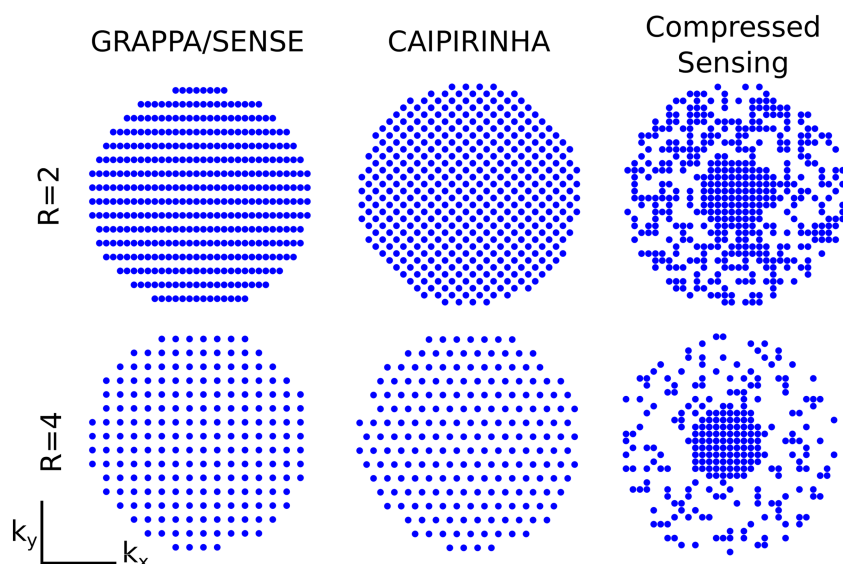 GRAPPA/SENSE
CAIPIRINHA
Compressed
Sensing
R=2
R=4
ky
kx